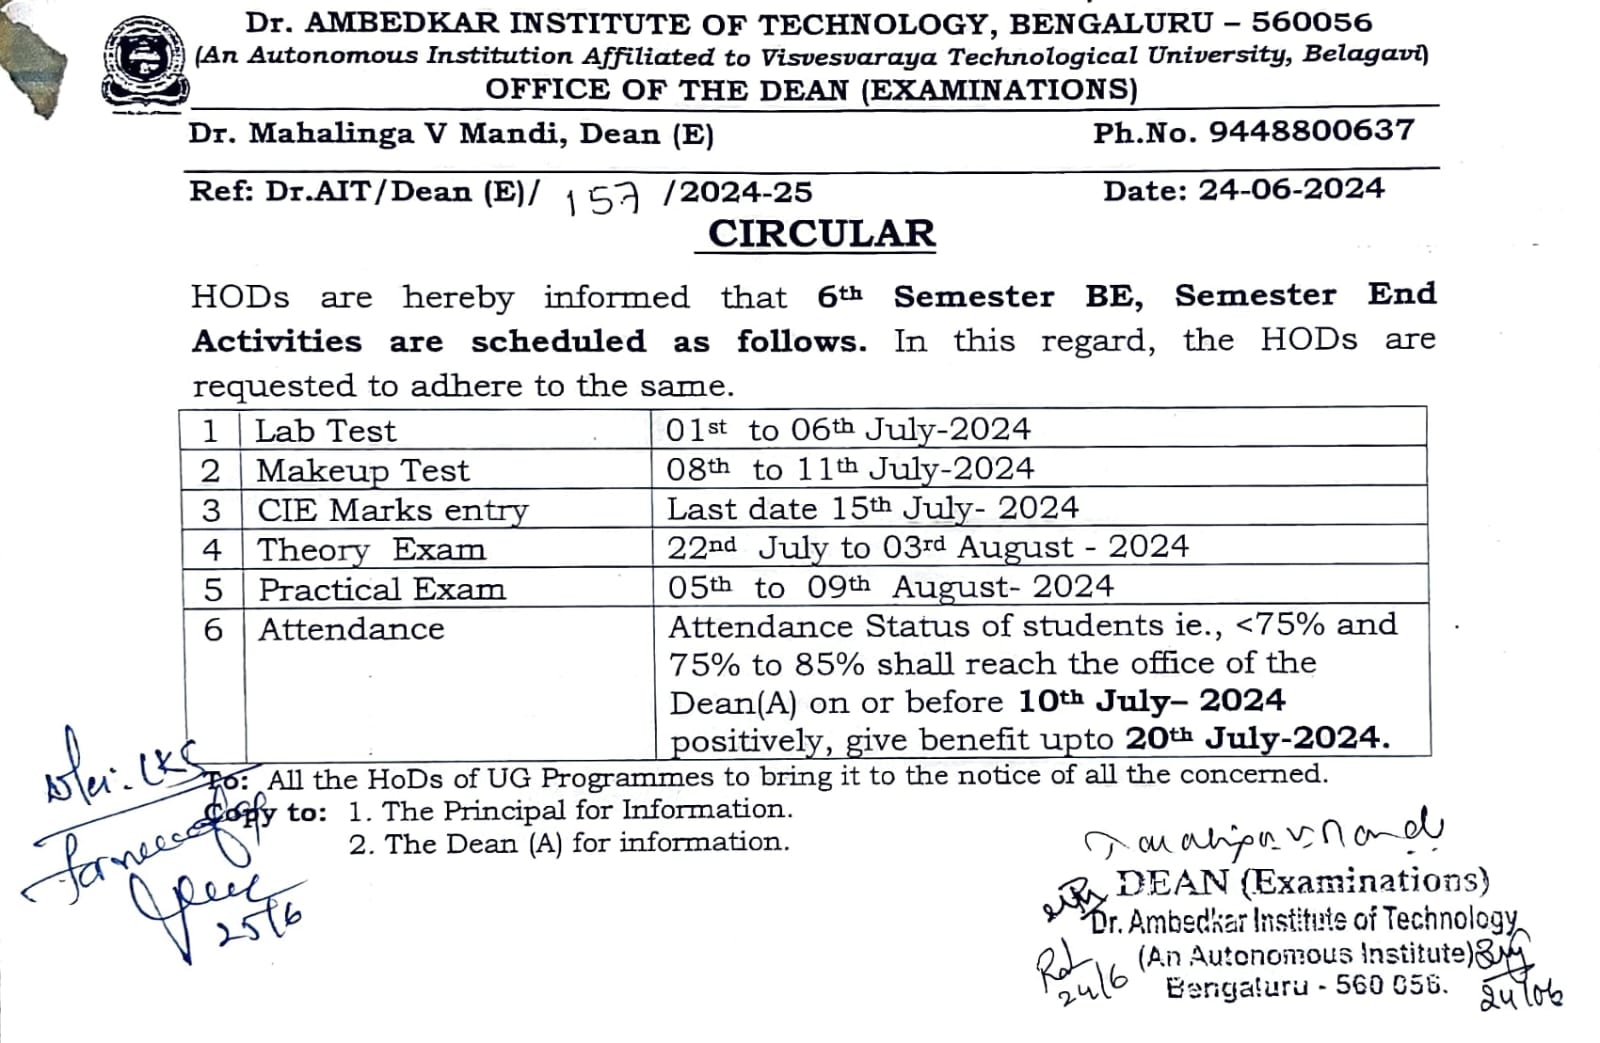 Dr. AMBEDKAR INSTITUTE OF TECHNOLOGY, BENGALURU – 560056
(An Autonomous Institution Affiliated to Visvesvaraya Technological University, Belagavi)
OFFICE OF THE DEAN (EXAMINATIONS)
Dr. Mahalinga V Mandi, Dean (E) Ph.No. 9448800637
Ref: Dr.AIT/Dean (E)/ 157 /2024-25 Date: 24-06-2024
CIRCULAR
HODs are hereby informed that 6th Semester BE, Semester End
Activities are scheduled as follows. In this regard, the HODs are
requested to adhere to the same.
1 Lab Test 01st to 06th July-2024
2 Makeup Test 08th to 11th July-2024
3 CIE Marks entry Last date 15th July- 2024
4 Theory Exam 22nd July to 03rd August - 2024
5 Practical Exam 05th to 09th August- 2024
6 Attendance Attendance Status of students ie., <75% and
75% to 85% shall reach the office of the
Dean(A) on or before 10th July– 2024
positively, give benefit upto 20th July-2024.
To: All the HoDs of UG Programmes to bring it to the notice of all the concerned.
Copy to: 1. The Principal for Information.
2. The Dean (A) for information.
25/6
DEAN (Examinations)
Dr. Ambedkar Institute of Technology
(An Autonomous Institute)
24/6 Bengaluru - 560 056. 24/06